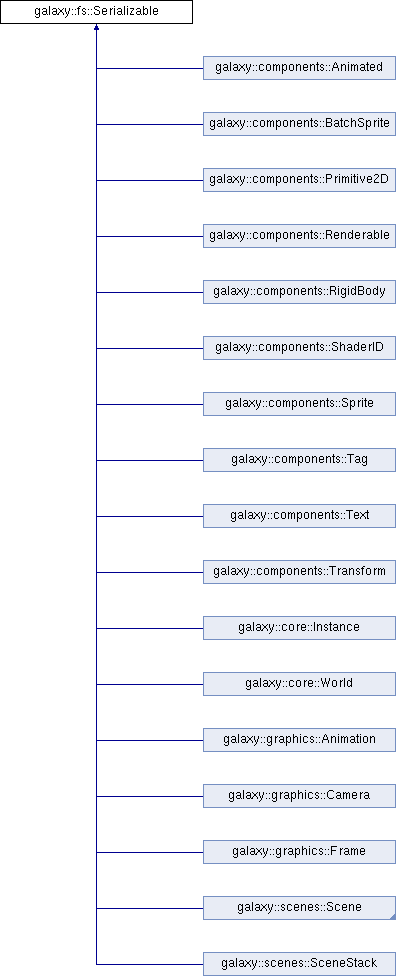 galaxy::fs::Serializable
galaxy::components::Animated
galaxy::components::BatchSprite
galaxy::components::Primitive2D
galaxy::components::Renderable
galaxy::components::RigidBody
galaxy::components::ShaderID
galaxy::components::Sprite
galaxy::components::Tag
galaxy::components::Text
galaxy::components::Transform
galaxy::core::Instance
galaxy::core::World
galaxy::graphics::Animation
galaxy::graphics::Camera
galaxy::graphics::Frame
galaxy::scenes::Scene
galaxy::scenes::SceneStack